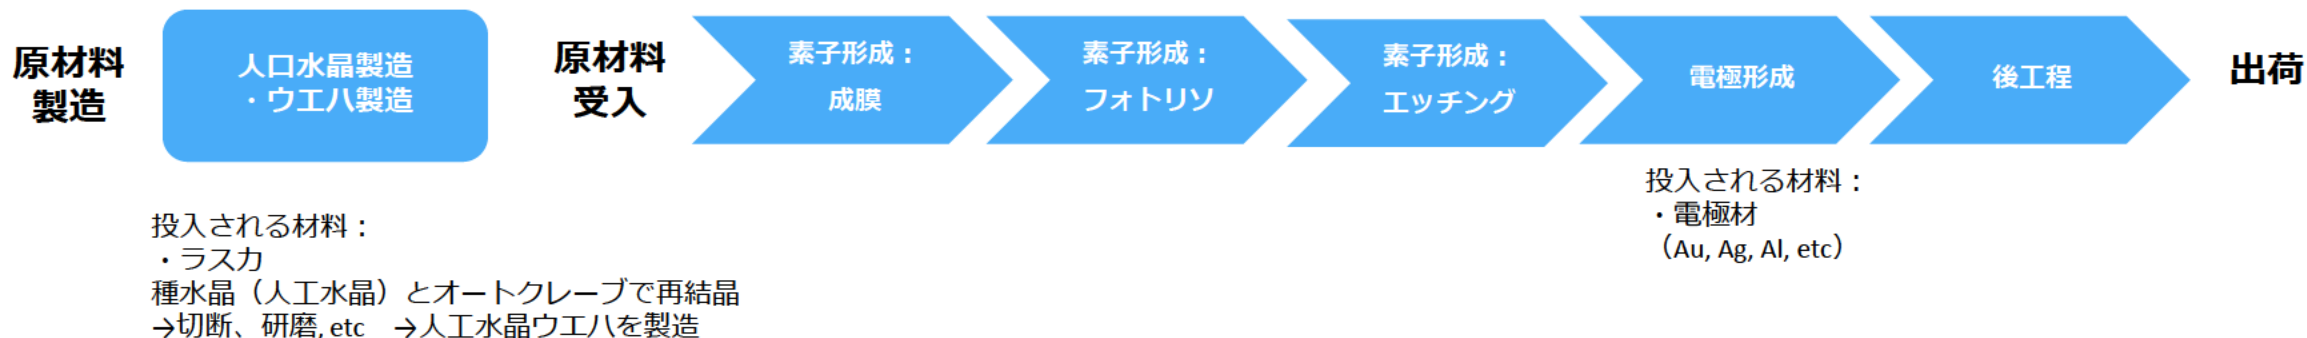 原材料
製造
人口水晶製造
・ウエハ製造
原材料
受入
素子形成：
成膜
素子形成：
フォトリソ
素子形成：
エッチング
電極形成
後工程
出荷
投入される材料：
・ラスカ
種水晶（人工水晶）とオートクレーブで再結晶
→切断、研磨, etc　→人工水晶ウエハを製造
投入される材料：
・電極材
（Au, Ag, Al, etc）